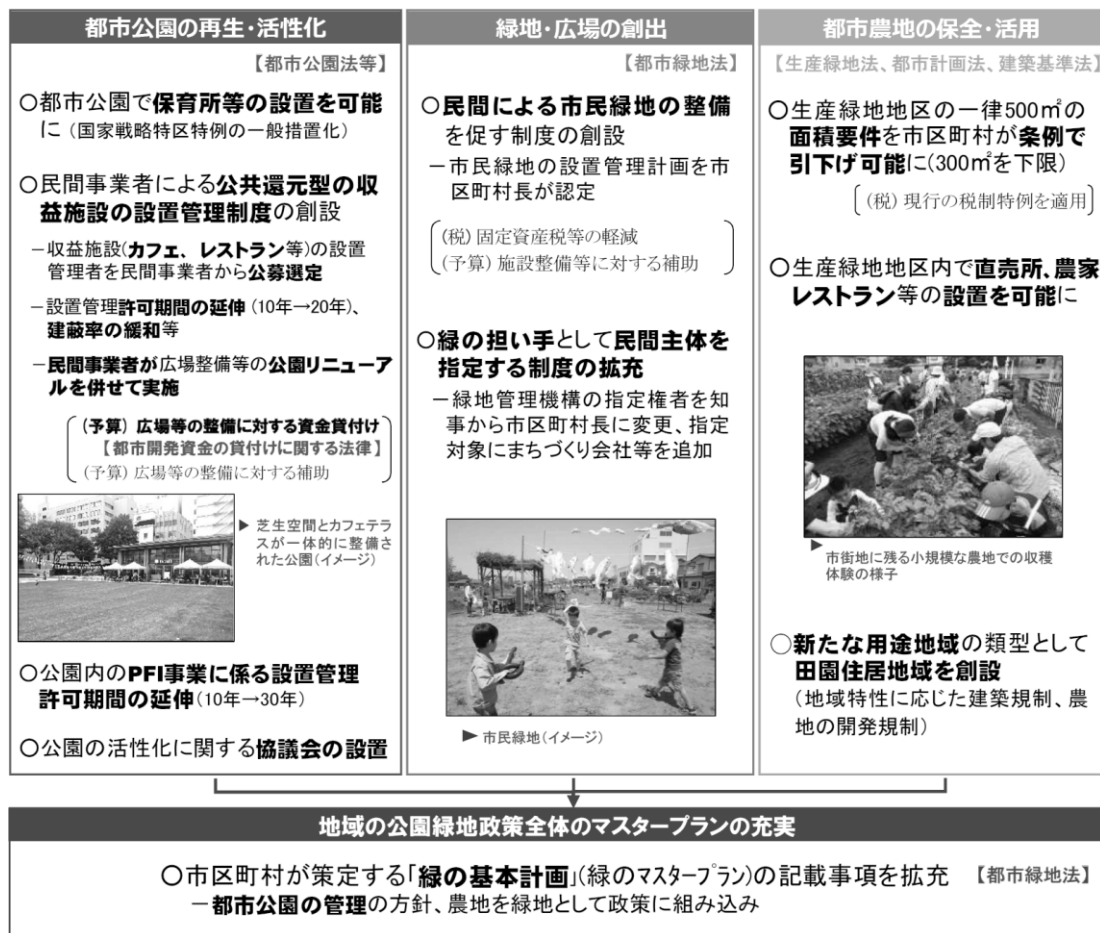 都市公園の再生・活性化
【都市公園法等】
○都市公園で保育所等の設置を可能
に（国家戦略特区特例の一般措置化）
○民間事業者による公共還元型の収
益施設の設置管理制度の創設
－収益施設(カフェ、レストラン等)の設置
管理者を民間事業者から公募選定
－設置管理許可期間の延伸（10年→20年）、
建蔽率の緩和等
－民間事業者が広場整備等の公園リニューア
ルを併せて実施
(予算) 広場等の整備に対する資金貸付け
【都市開発資金の貸付けに関する法律】
(予算) 広場等の整備に対する補助
▶ 芝生空間とカフェテラ
スが一体的に整備さ
れた公園(イメージ)
○公園内のPFI事業に係る設置管理
許可期間の延伸（10年→30年）
○公園の活性化に関する協議会の設置
緑地・広場の創出
【都市緑地法】
○民間による市民緑地の整備
を促す制度の創設
－市民緑地の設置管理計画を市
区町村長が認定
(税) 固定資産税等の軽減
(予算) 施設整備等に対する補助
○緑の担い手として民間主体を
指定する制度の拡充
－緑地管理機構の指定権者を知
事から市区町村長に変更、指定
対象にまちづくり会社等を追加
▶ 市民緑地(イメージ)
都市農地の保全・活用
【生産緑地法、都市計画法、建築基準法】
○生産緑地地区の一律500㎡の
面積要件を市区町村が条例で
引下げ可能に(300㎡を下限)
(税) 現行の税制特例を適用
○生産緑地地区内で直売所、農家
レストラン等の設置を可能に
▶
市街地に残る小規模な農地での収穫
体験の様子
○新たな用途地域の類型として
田園住居地域を創設
（地域特性に応じた建築規制、農
地の開発規制）
地域の公園緑地政策全体のマスタープランの充実
○市区町村が策定する「緑の基本計画」(緑のマスタープラン)の記載事項を拡充 【都市緑地法】
－都市公園の管理の方針、農地を緑地として政策に組み込み